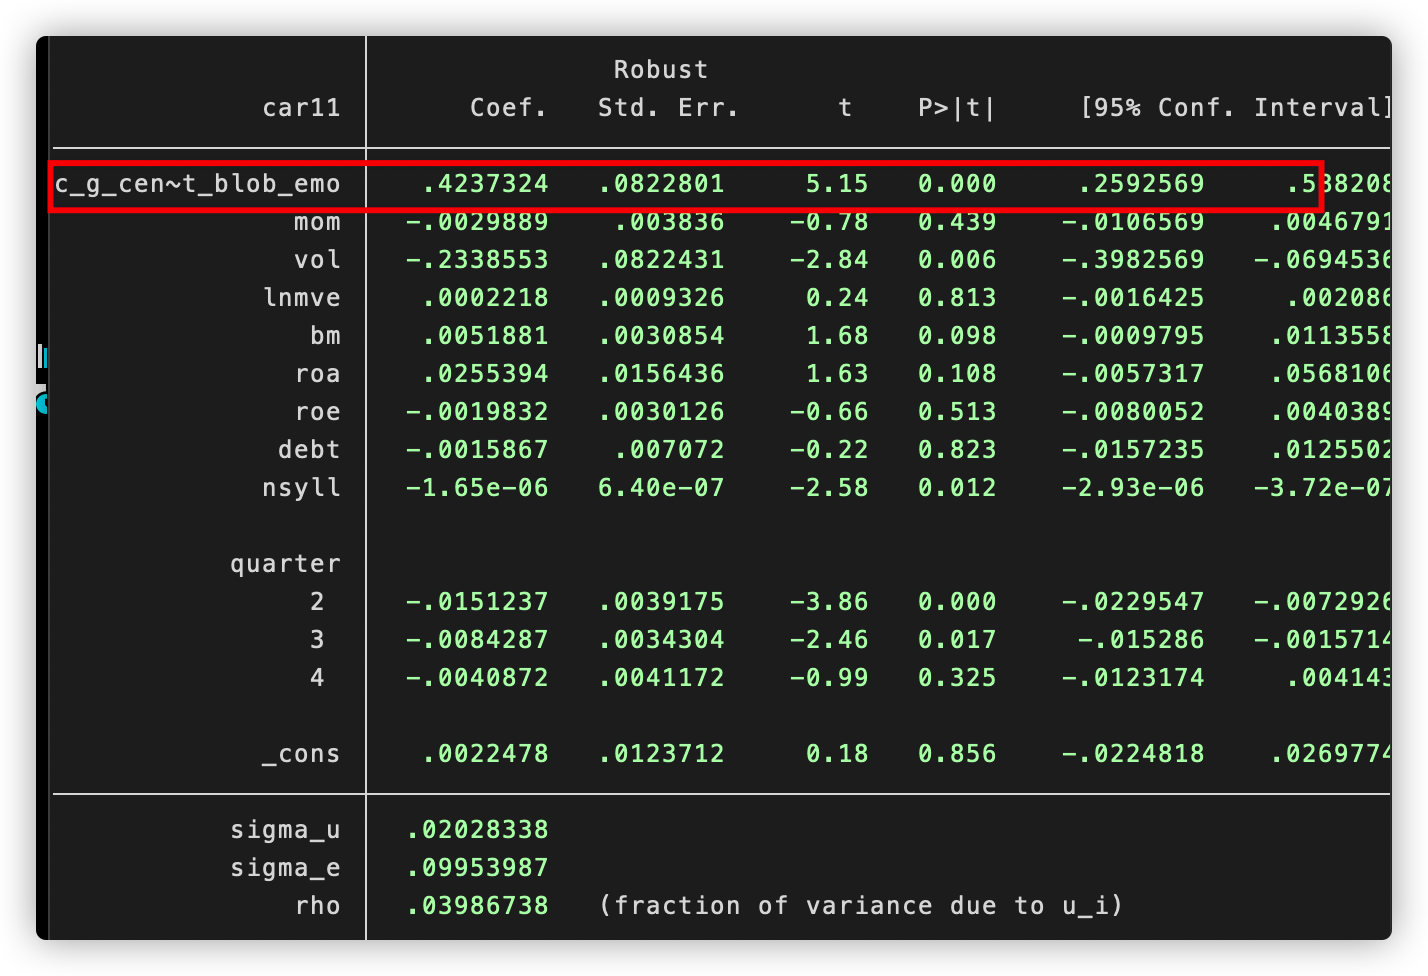 Robust
car11 Coef. Std. Err. t P>|t| [95% Conf. Interval]
c_g_cen~t_blob_emo .4237324 .0822801 5.15 0.000 .2592569 .588208
mom -.0029889 .003836 -0.78 0.439 -.0106569 .0046791
vol -.2338553 .0822431 -2.84 0.006 -.3982569 -.0694536
lnmve .0002218 .0009326 0.24 0.813 -.0016425 .002086
bm .0051881 .0030854 1.68 0.098 -.0009795 .0113558
roa .0255394 .0156436 1.63 0.108 -.0057317 .0568106
roe -.0019832 .0030126 -0.66 0.513 -.0080052 .0040389
debt -.0015867 .007072 -0.22 0.823 -.0157235 .0125502
nsyll -1.65e-06 6.40e-07 -2.58 0.012 -2.93e-06 -3.72e-07
quarter
2 -.0151237 .0039175 -3.86 0.000 -.0229547 -.0072926
3 -.0084287 .0034304 -2.46 0.017 -.015286 -.0015714
4 -.0040872 .0041172 -0.99 0.325 -.0123174 .004143
_cons .0022478 .0123712 0.18 0.856 -.0224818 .0269774
sigma_u .02028338
sigma_e .09953987
rho .03986738 (fraction of variance due to u_i)